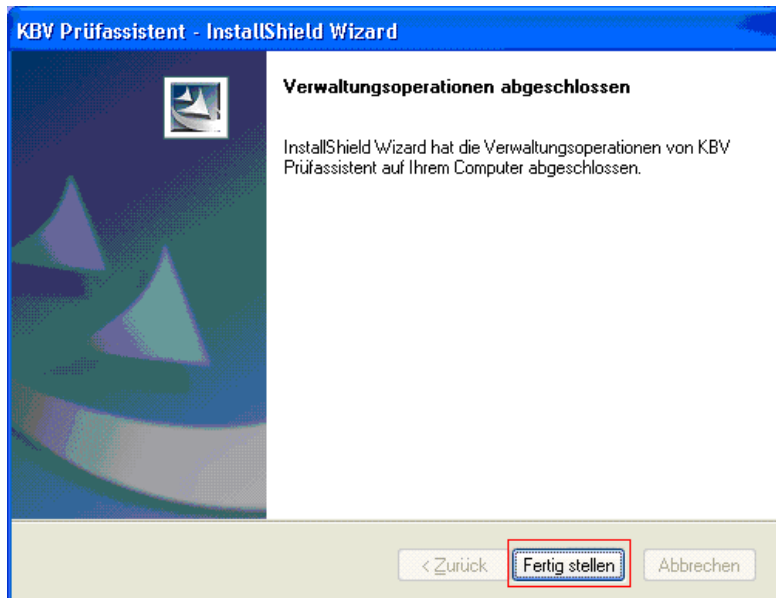 KBV Prüfassistent - InstallShield Wizard
Verwaltungsoperationen abgeschlossen
InstallShield Wizard hat die Verwaltungsoperationen von KBV
Prüfassistent auf Ihrem Computer abgeschlossen.
< Zurück
Fertig stellen
Abbrechen